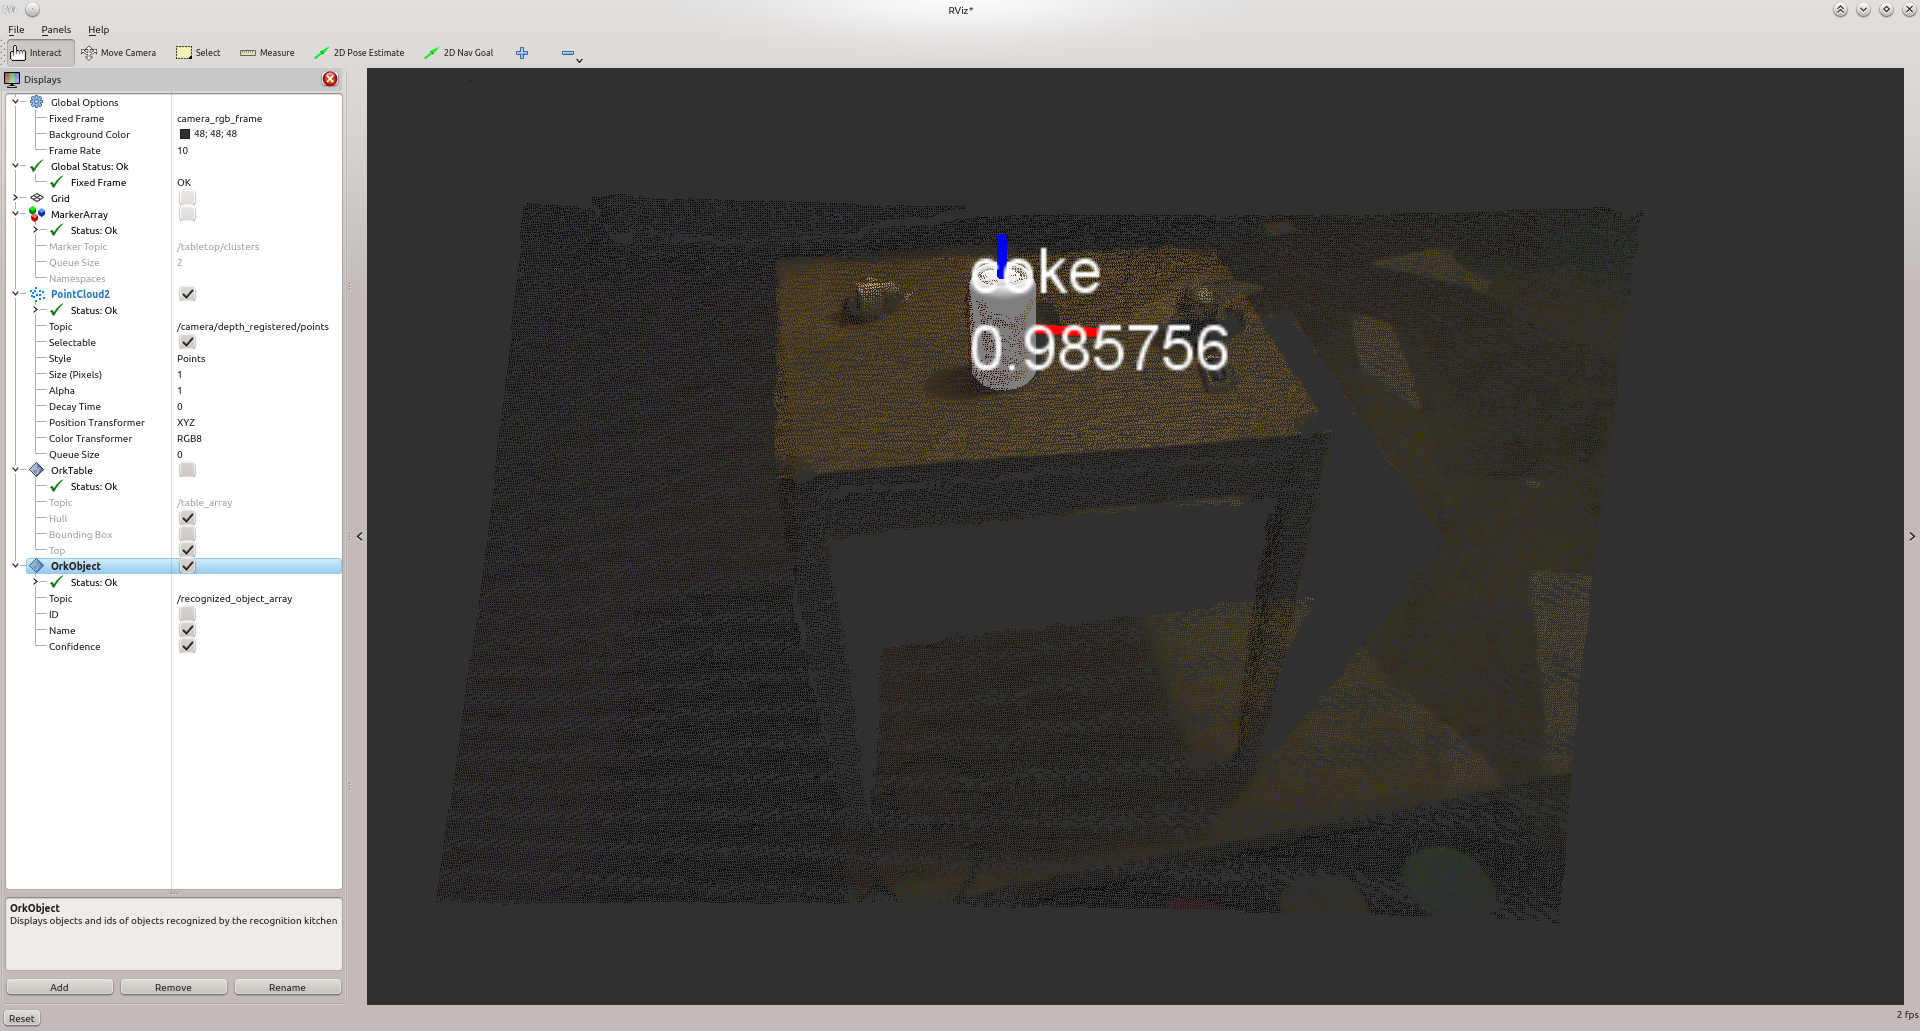 RViz*
File Panels Help
Interact Move Camera Select Measure 2D Pose Estimate 2D Nav Goal
Displays
Global Options
Fixed Frame camera_rgb_frame
Background Color 48; 48; 48
Frame Rate 10
Global Status: Ok
Fixed Frame OK
Grid
MarkerArray
Status: Ok
Marker Topic /tabletop/clusters
Queue Size 2
Namespaces
PointCloud2
Status: Ok
Topic /camera/depth_registered/points
Selectable
Style Points
Size (Pixels) 1
Alpha 1
Decay Time 0
Position Transformer XYZ
Color Transformer RGB8
Queue Size 0
OrkTable
Status: Ok
Topic /table_array
Hull
Bounding Box
Top
OrkObject
Status: Ok
Topic /recognized_object_array
ID
Name
Confidence
OrkObject
Displays objects and ids of objects recognized by the recognition kitchen
Add Remove Rename
Reset
coke
0.985756
2 fps